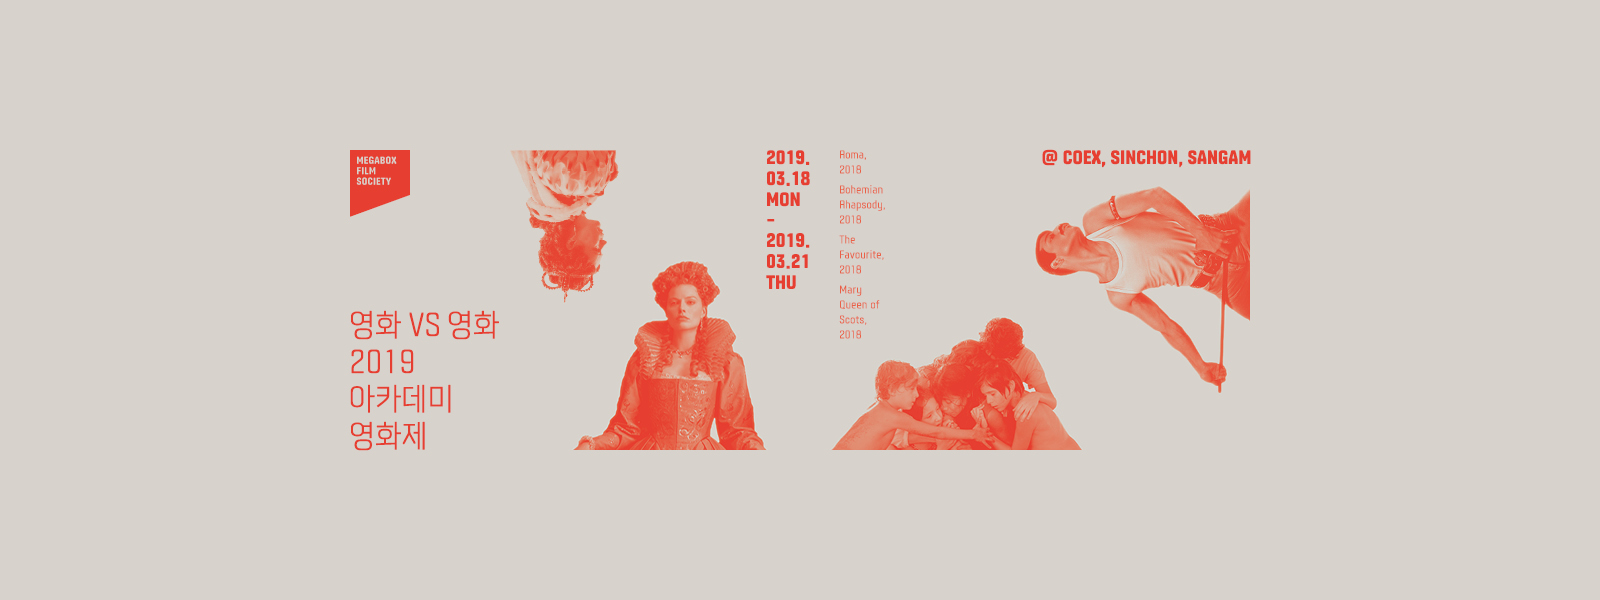 MEGABOX
FILM
SOCIETY
영화 VS 영화
2019
아카데미
영화제
2019.
03.18
MON
–
2019.
03.21
THU
Roma,
2018
Bohemian
Rhapsody,
2018
The
Favourite,
2018
Mary
Queen of
Scots,
2018
@ COEX, SINCHON, SANGAM